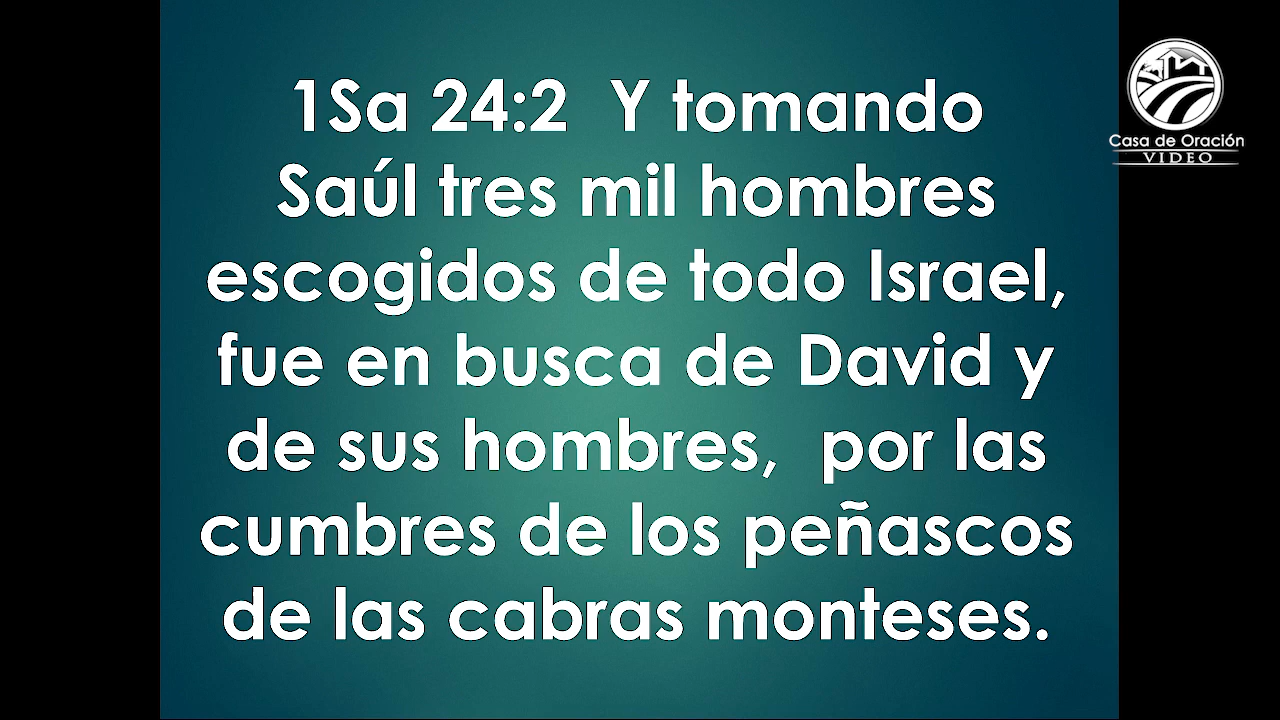 1Sa 24:2  Y tomando
Saúl tres mil hombres
escogidos de todo Israel,
fue en busca de David y
de sus hombres,  por las
cumbres de los peñascos
de las cabras monteses.
Casa de Oración
VIDEO